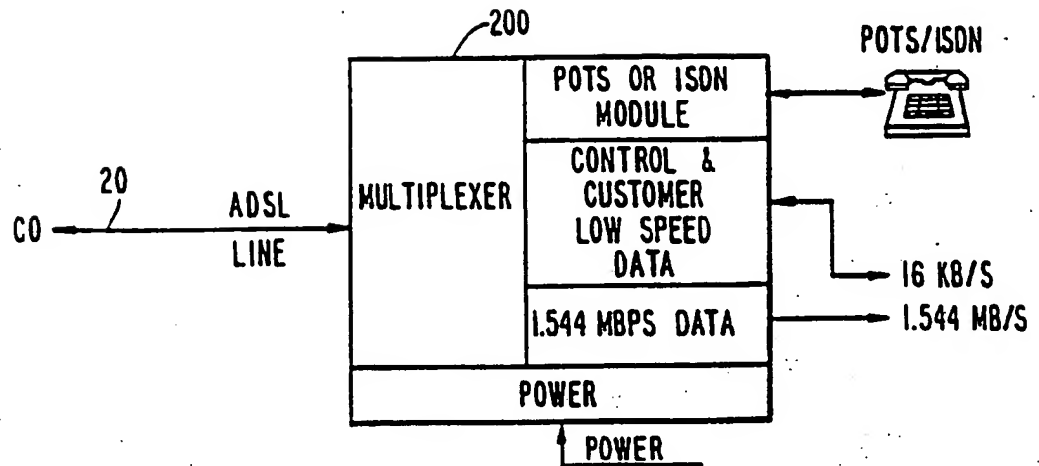 200
POTS/ISDN
POTS OR ISDN
MODULE
20
CO
ADSL
LINE
MULTIPLEXER
CONTROL &
CUSTOMER
LOW SPEED
DATA
16 KB/S
1.544 MBPS DATA
1.544 MB/S
POWER
POWER